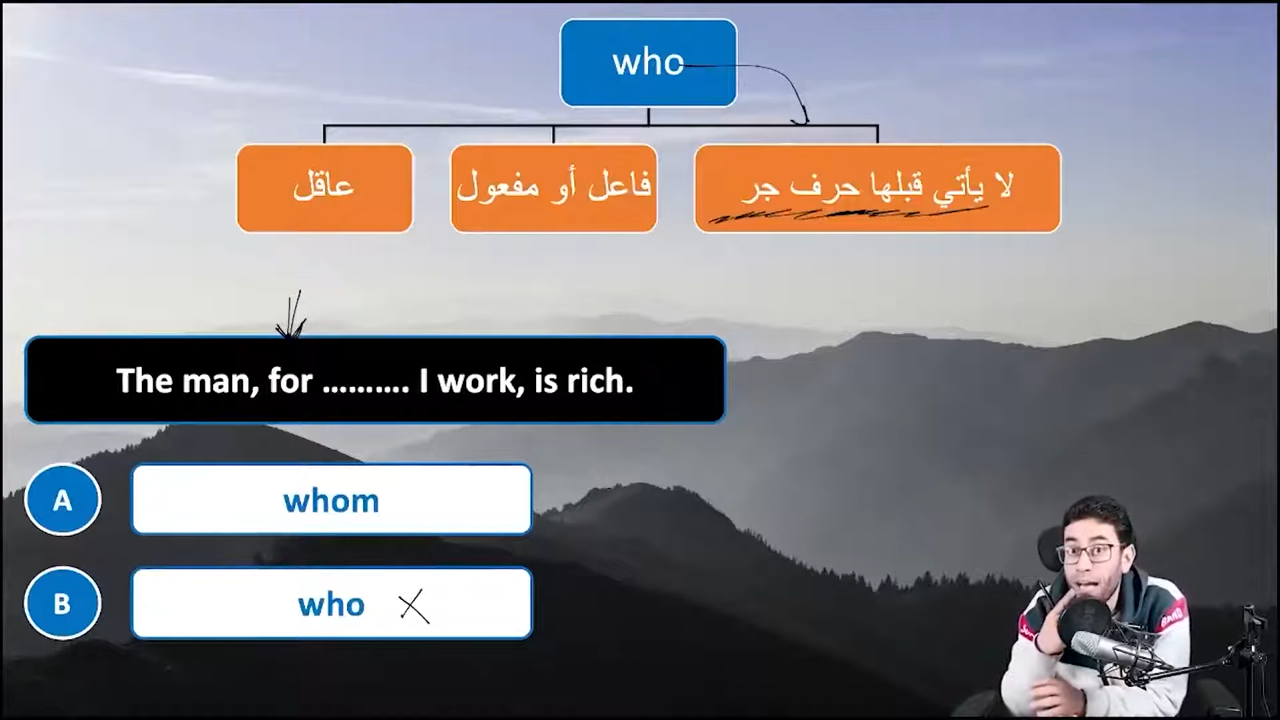 who
عاقل
فاعل أو مفعول
لا يأتي قبلها حرف جر
The man, for ………. I work, is rich.
A
whom
B
who